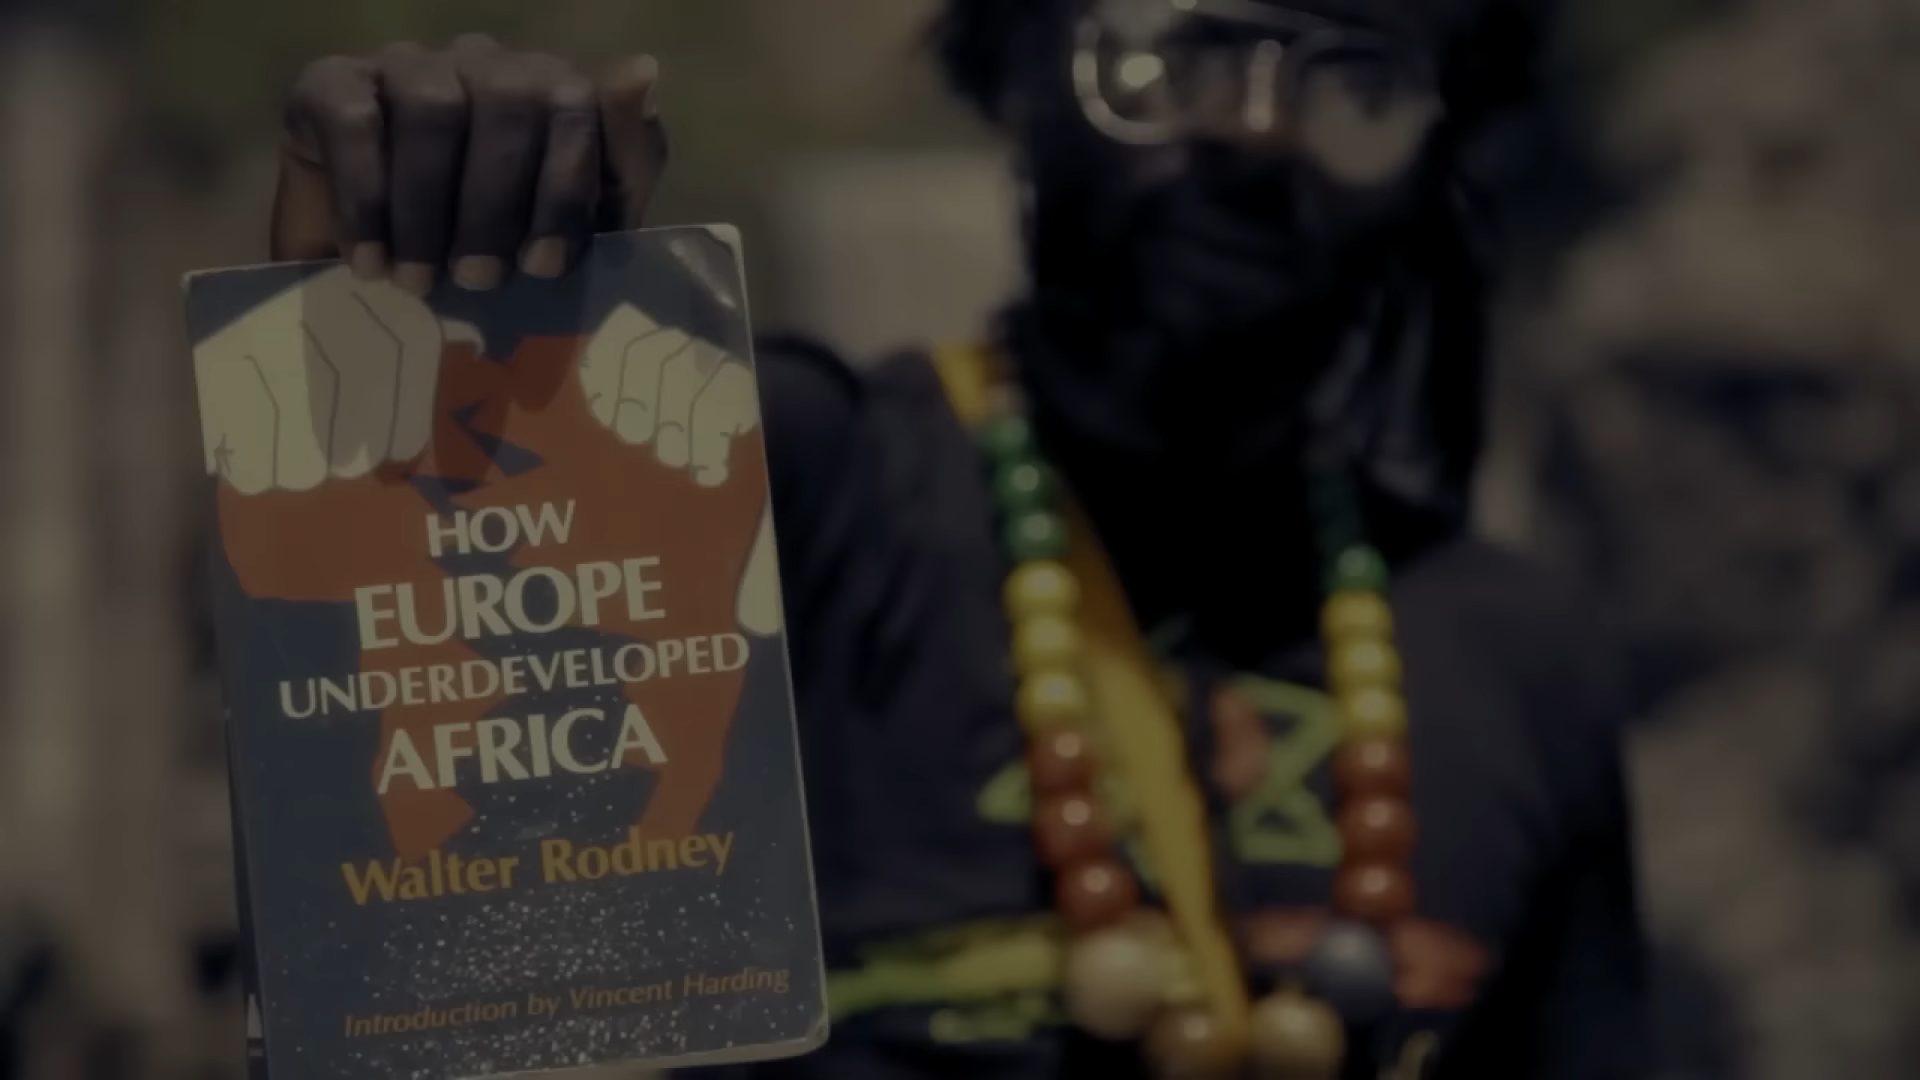 HOW
EUROPE
UNDERDEVELOPED
AFRICA
Walter Rodney
Introduction by Vincent Harding